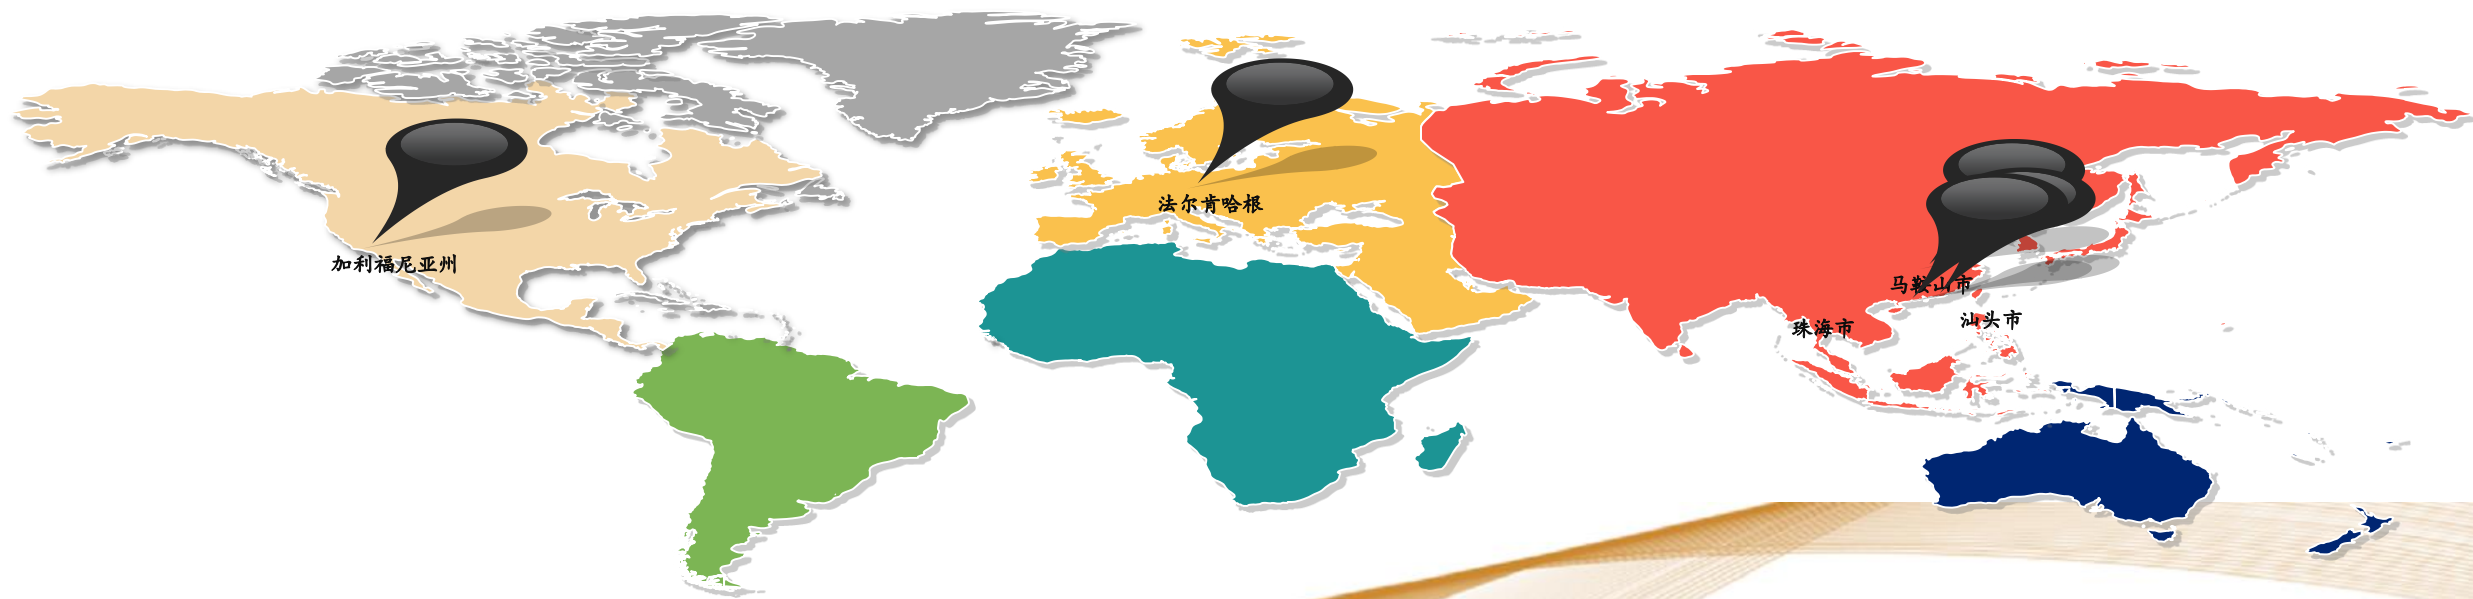 法尔肯哈根
加利福尼亚州
马鞍山市
汕头市
珠海市